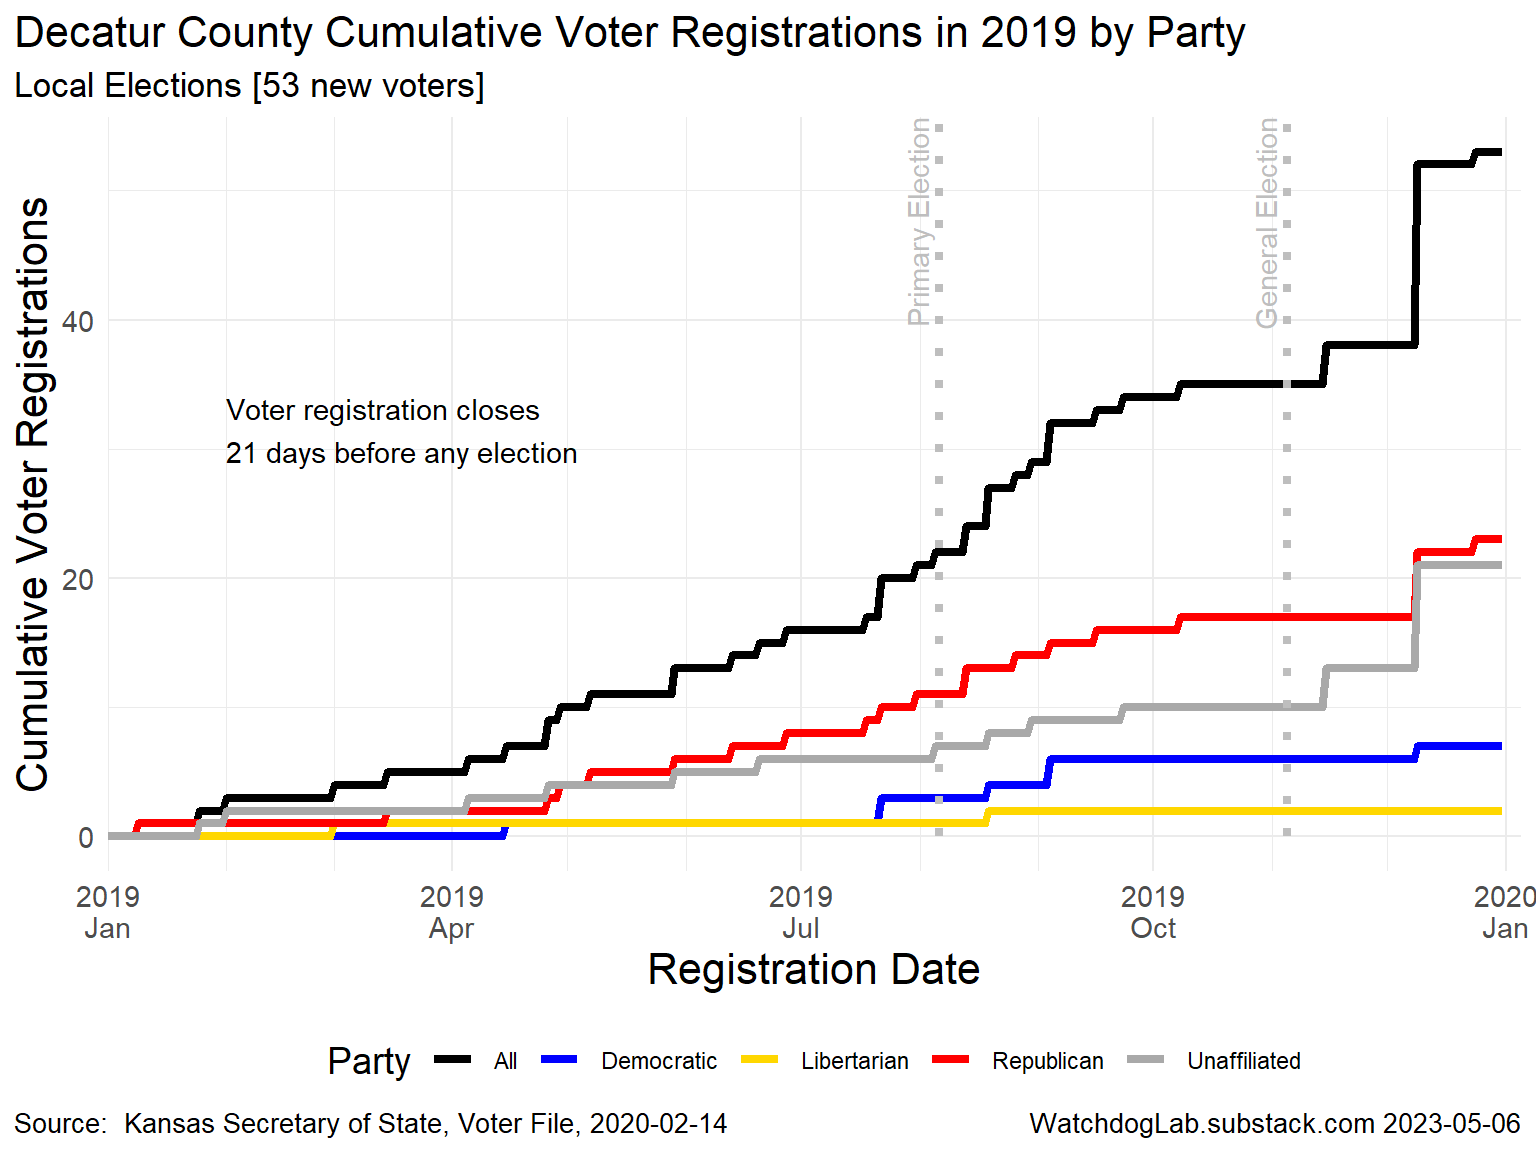 Decatur County Cumulative Voter Registrations in 2019 by Party
Local Elections [53 new voters]
Cumulative Voter Registrations
40
20
0
Primary Election
General Election
Voter registration closes
21 days before any election
2019 2019 2019 2019 2020
Jan Apr Jul Oct Jan
Registration Date
Party All Democratic Libertarian Republican Unaffiliated
Source:  Kansas Secretary of State, Voter File, 2020-02-14
WatchdogLab.substack.com 2023-05-06